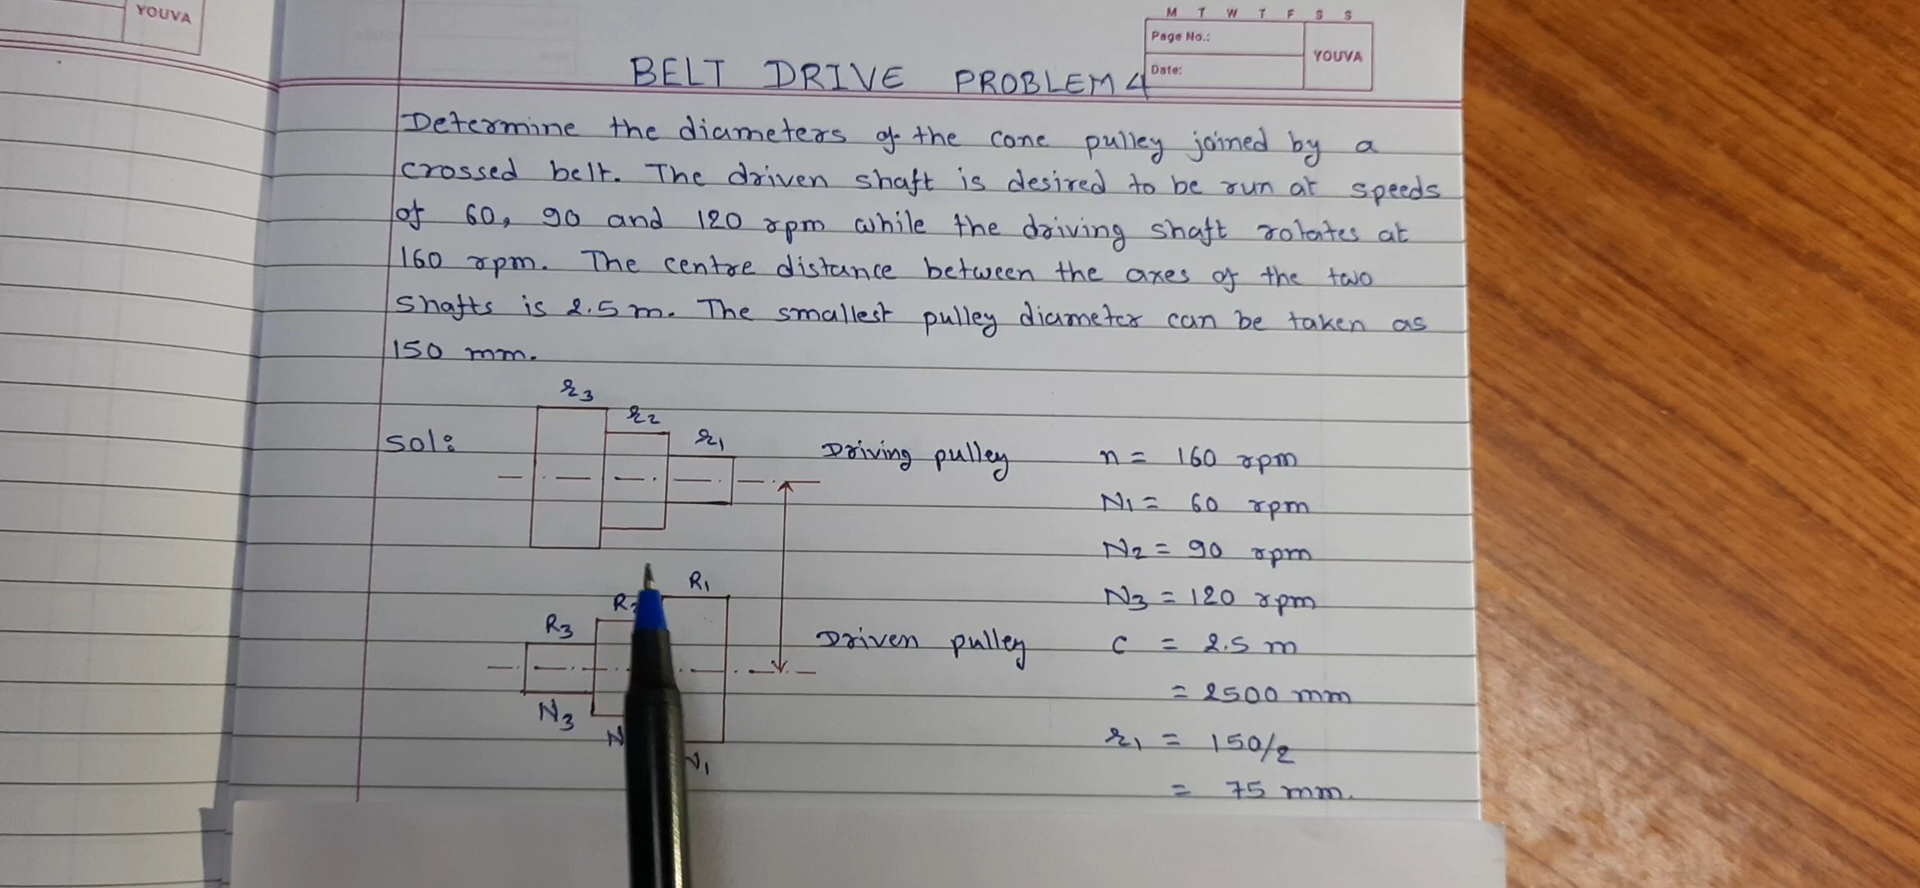 YOUVA
M T W T F S S
Page No.:
YOUVA
Date:
BELT DRIVE PROBLEM 4
Determine the diameters of the cone pulley joined by a
crossed belt. The driven shaft is desired to be run at speeds
of 60, 90 and 120 rpm while the driving shaft rotates at
160 rpm. The centre distance between the axes of the two
shafts is 2.5 m. The smallest pulley diameter can be taken as
150 mm.
r3
r2
r1
Sol:
Driving pulley
n = 160 rpm
N1 = 60 rpm
N2 = 90 rpm
R1
R3
N3 = 120 rpm
Driven pulley
C = 2.5 m
= 2500 mm
N3
r1 = 150/2
= 75 mm.